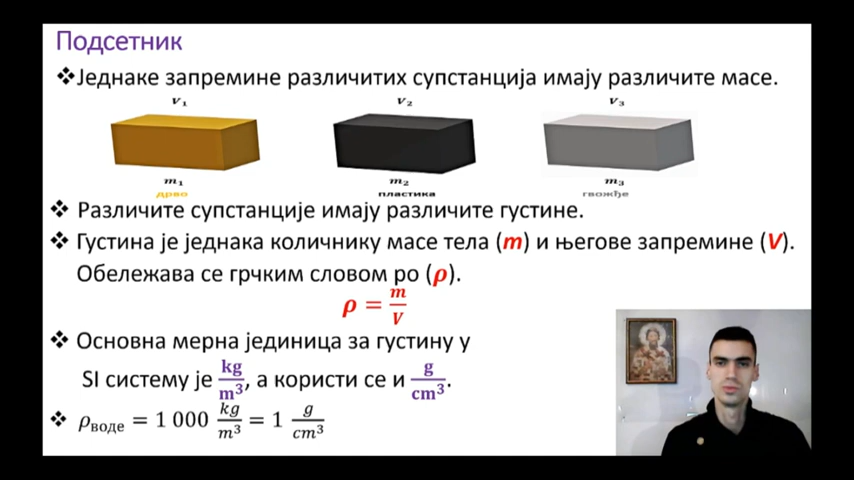 Подсетник
❖Једнаке запремине различитих супстанција имају различите масе.
V₁ V₂ V₃
m₁ m₂ m₃
дрво пластика гвожђе
❖ Различите супстанције имају различите густине.
❖ Густина је једнака количнику масе тела (m) и његове запремине (V).
Обележава се грчким словом ро (ρ).
ρ = m/V
❖ Основна мерна јединица за густину у
SI систему је kg/m³, а користи се и g/cm³.
❖ ρводе = 1 000 kg/m³ = 1 g/cm³